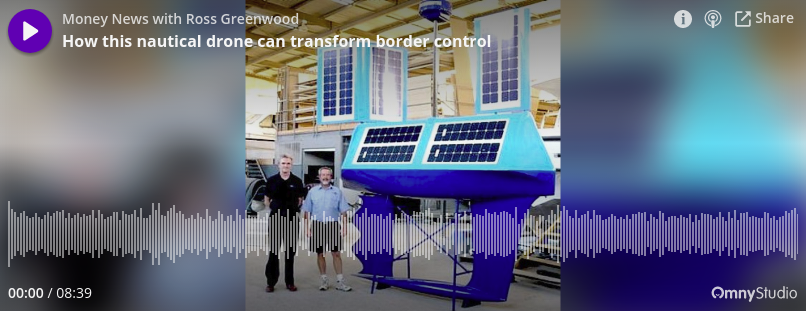 Money News with Ross Greenwood
How this nautical drone can transform border control
Share
00:00 / 08:39
OmnyStudio